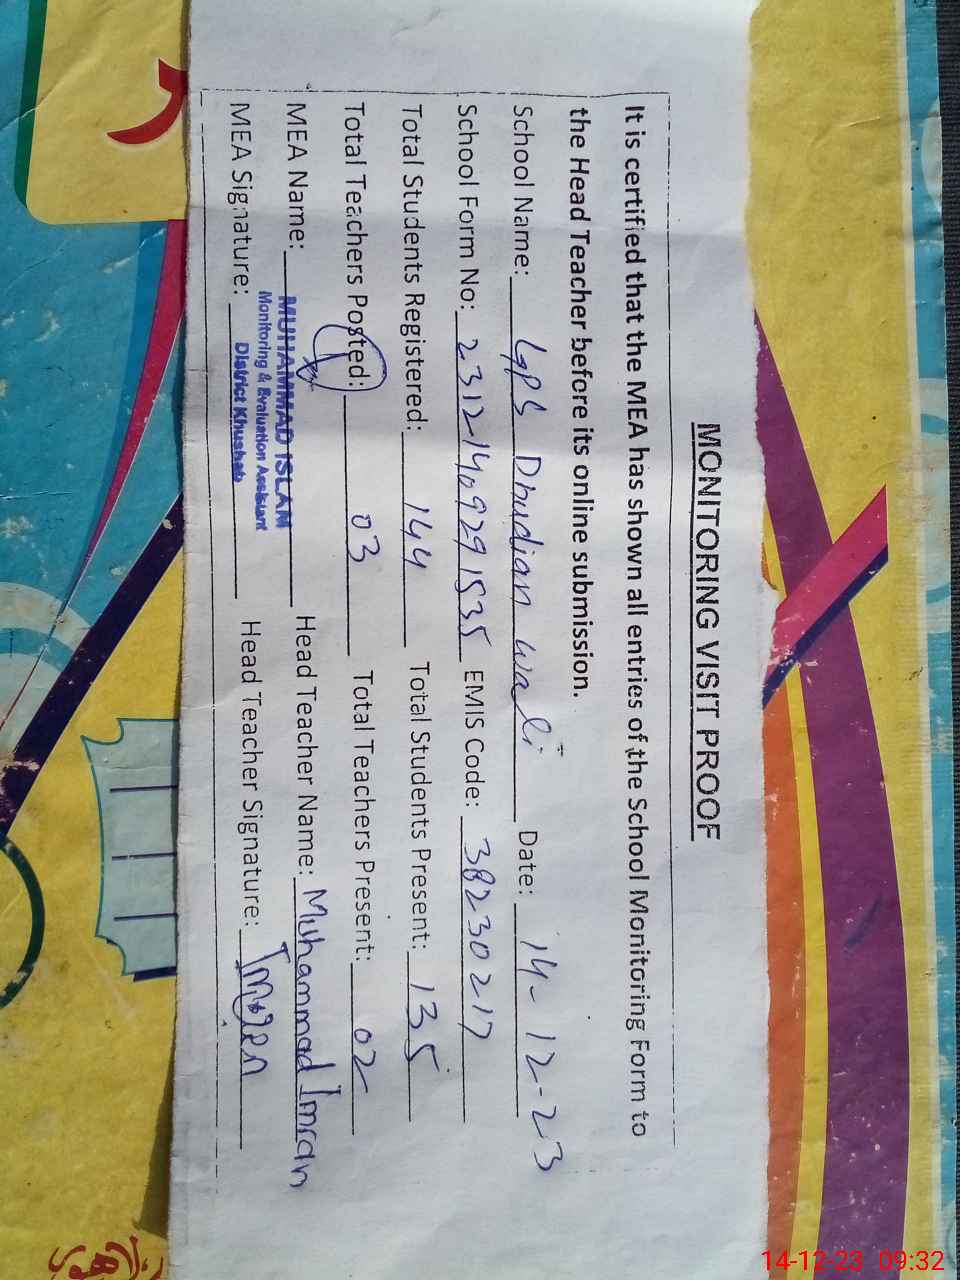 MONITORING VISIT PROOF
It is certified that the MEA has shown all entries of the School Monitoring Form to
the Head Teacher before its online submission.
School Name: GPS Dhudian wali Date: 14-12-23
School Form No: 2312-1409291535 EMIS Code: 38230217
Total Students Registered: 144 Total Students Present: 135
Total Teachers Posted: 03 Total Teachers Present: 02
MEA Name: MUHAMMAD ISLAM Head Teacher Name: Muhammad Imran
Monitoring & Evaluation Assistant
District Khushab
MEA Signature: Head Teacher Signature:
14-12-23 09:32